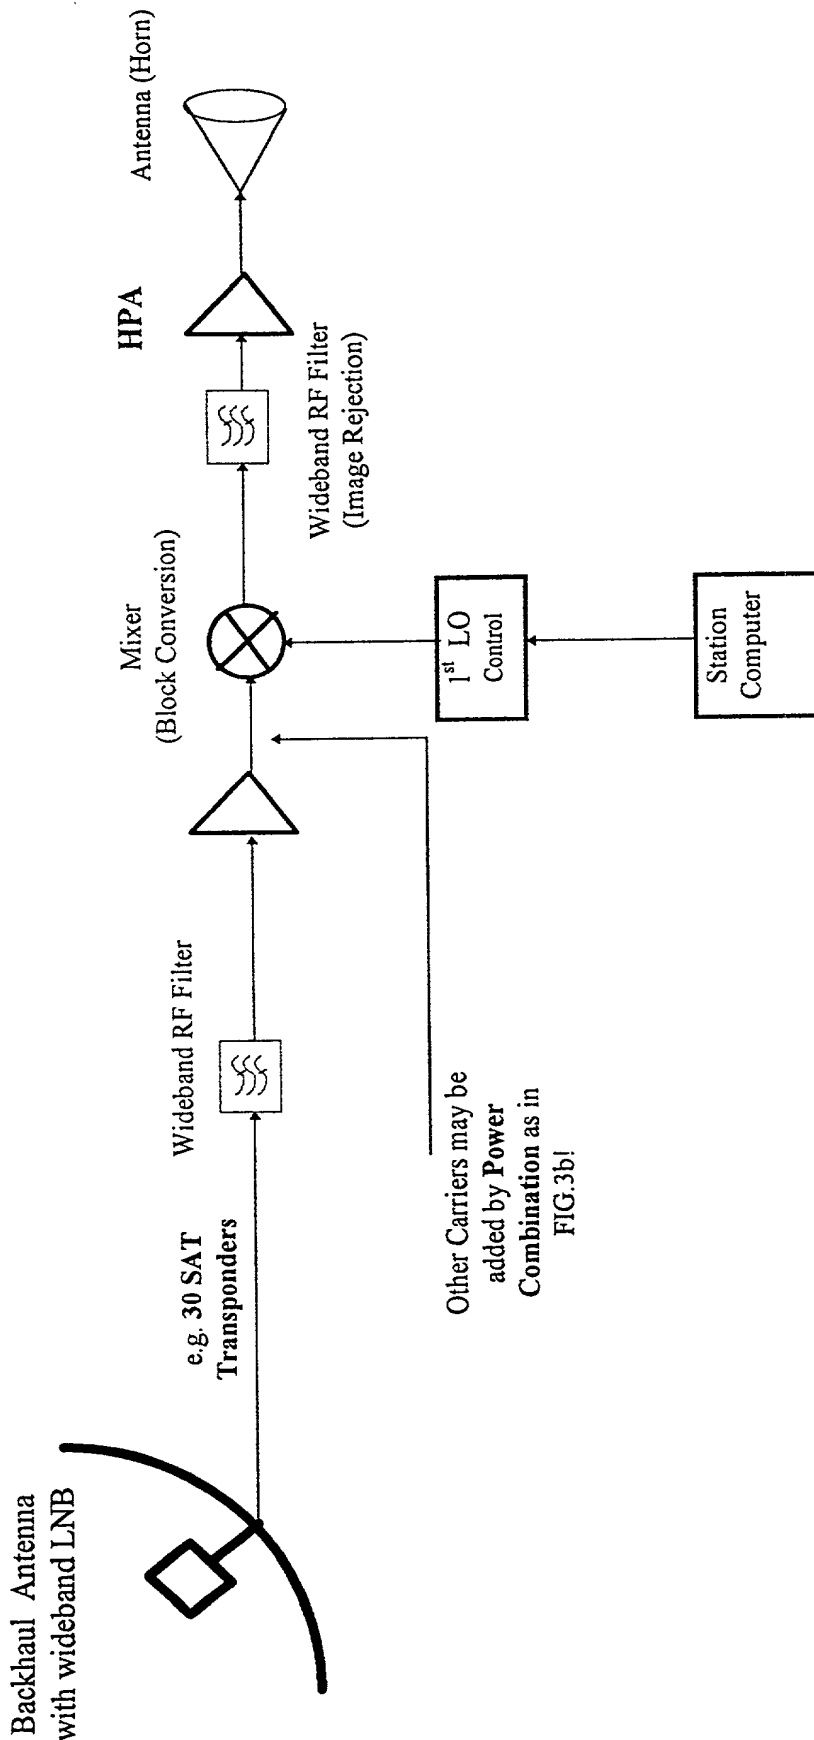 Backhaul Antenna
with wideband LNB
e.g. 30 SAT
Transponders
Wideband RF Filter
Other Carriers may be
added by Power
Combination as in
FIG.3b!
Mixer
(Block Conversion)
1st LO
Control
Station
Computer
Wideband RF Filter
(Image Rejection)
HPA
Antenna (Horn)